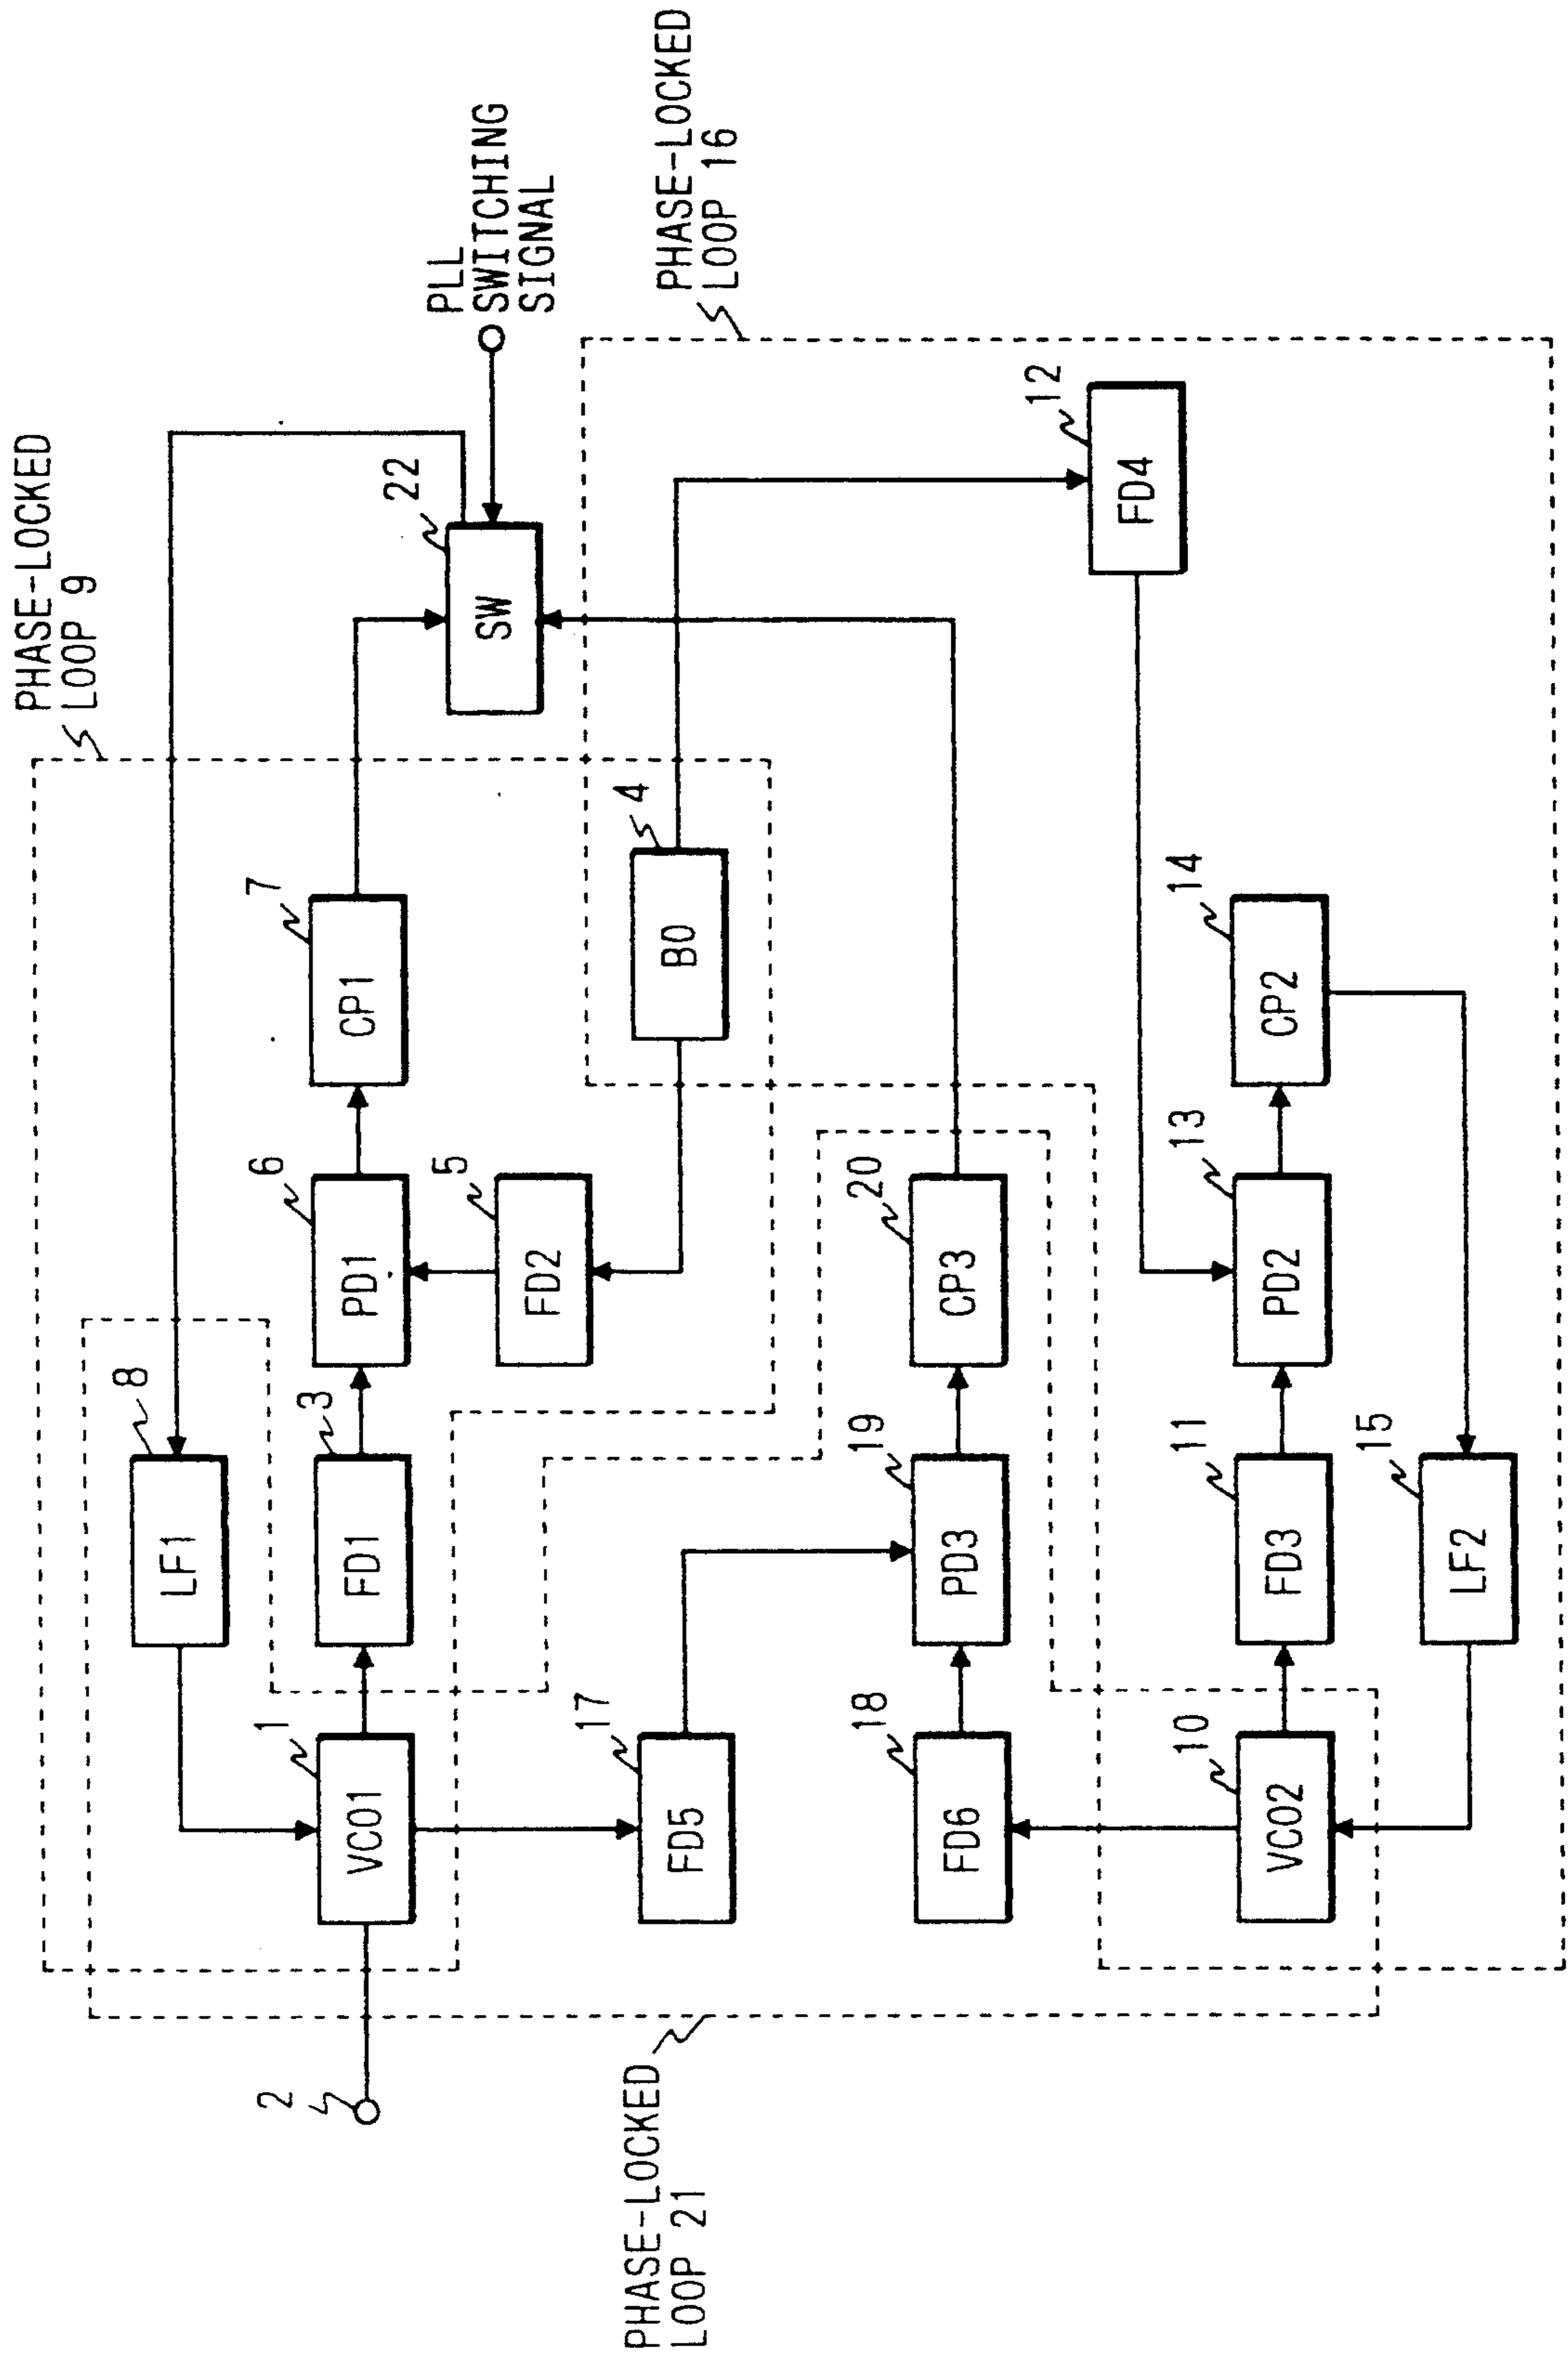 PHASE-LOCKED
LOOP 9
8
LF1
22
PLL
SWITCHING
SIGNAL
SW
7
CP1
6
PD1
3
FD1
1
VCO1
2
5
FD2
4
BO
PHASE-LOCKED
LOOP 16
17
FD5
20
CP3
19
PD3
18
FD6
12
FD4
14
CP2
13
PD2
11
FD3
10
VCO2
15
LF2
PHASE-LOCKED
LOOP 21